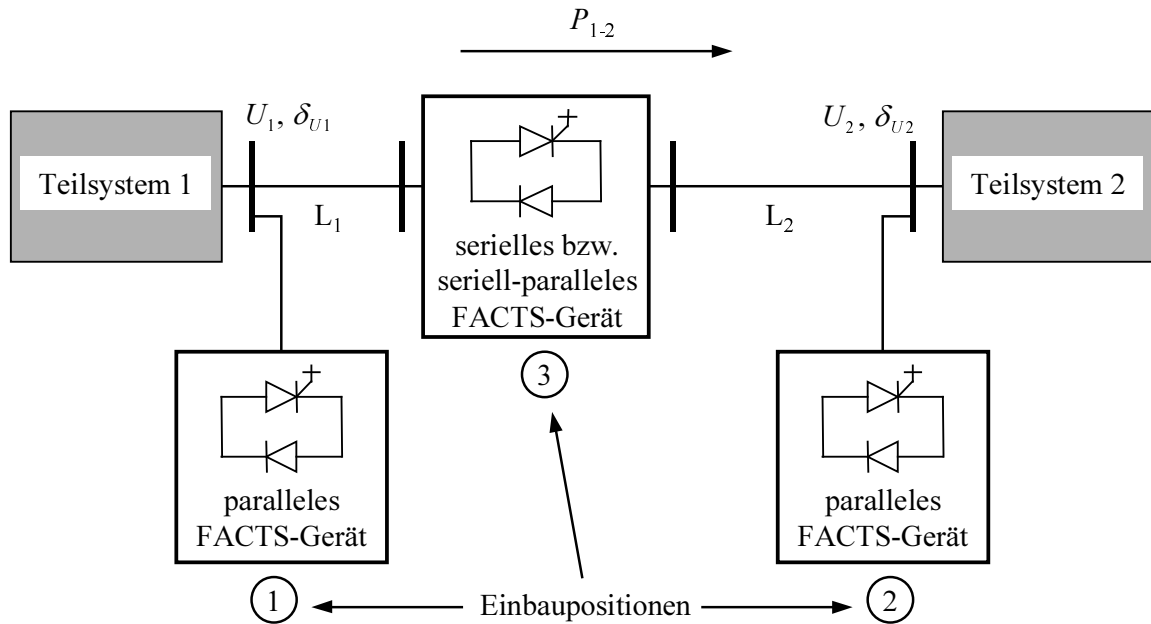 P1-2
U1, δU1
U2, δU2
Teilsystem 1
Teilsystem 2
L1
L2
serielles bzw.
seriell-paralleles
FACTS-Gerät
3
paralleles
FACTS-Gerät
paralleles
FACTS-Gerät
1
Einbaupositionen
2